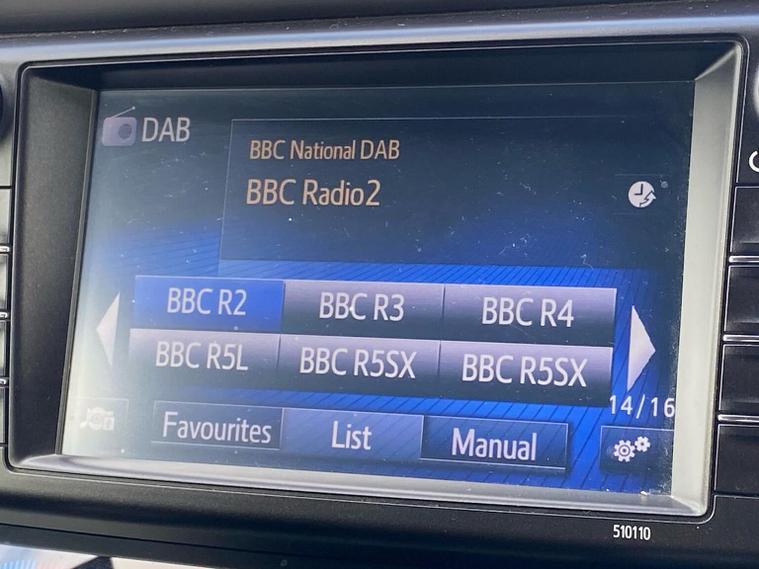 DAB
BBC National DAB
BBC Radio2
BBC R2 BBC R3 BBC R4
BBC R5L BBC R5SX BBC R5SX
14/16
Favourites List Manual
510110